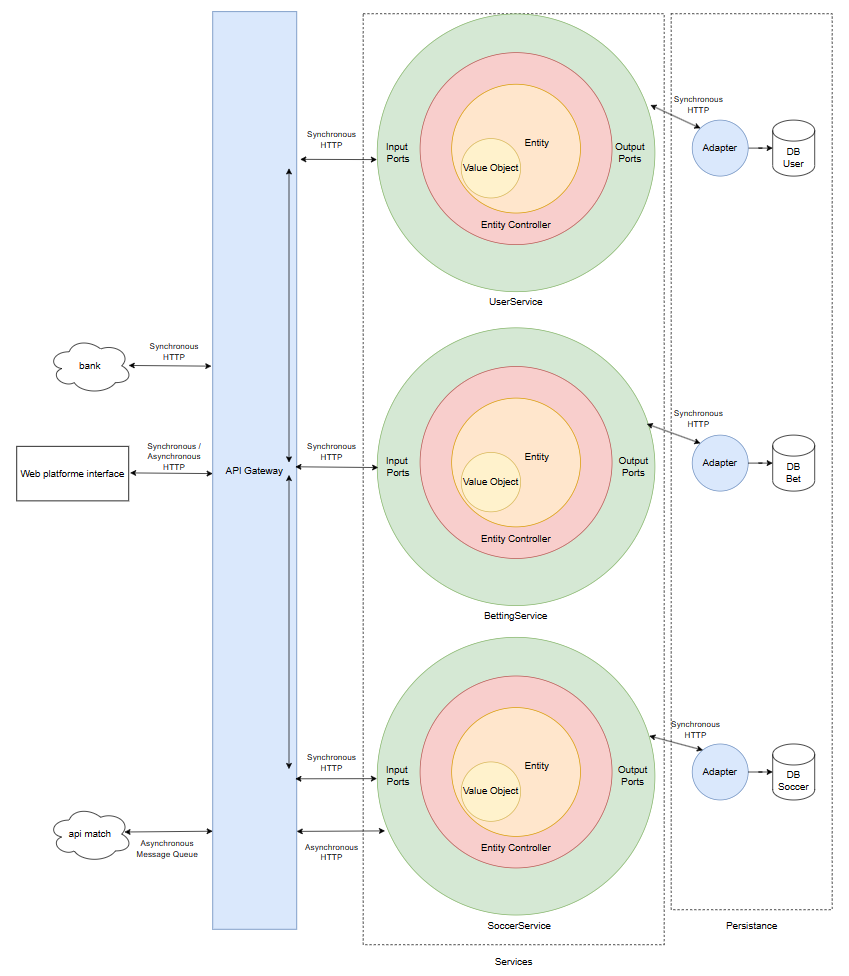 Synchronous
HTTP
Input
Ports
Entity
Value Object
Entity Controller
Output
Ports
UserService
Synchronous
HTTP
Adapter
DB
User
bank
Synchronous
HTTP
Web platforme interface
Synchronous /
Asynchronous
HTTP
API Gateway
Synchronous
HTTP
Input
Ports
Entity
Value Object
Entity Controller
Output
Ports
BettingService
Synchronous
HTTP
Adapter
DB
Bet
api match
Asynchronous
Message Queue
Synchronous
HTTP
Asynchronous
HTTP
Input
Ports
Entity
Value Object
Entity Controller
Output
Ports
SoccerService
Synchronous
HTTP
Adapter
DB
Soccer
Services
Persistance